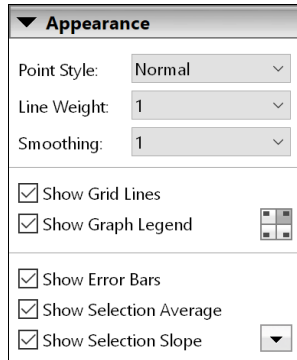 Appearance
Point Style: Normal
Line Weight: 1
Smoothing: 1
Show Grid Lines
Show Graph Legend
Show Error Bars
Show Selection Average
Show Selection Slope